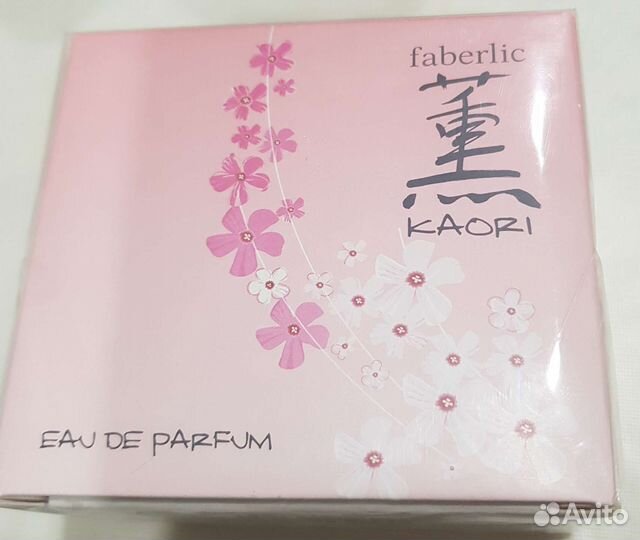 faberlic
薫
KAORI
EAU DE PARFUM
Avito